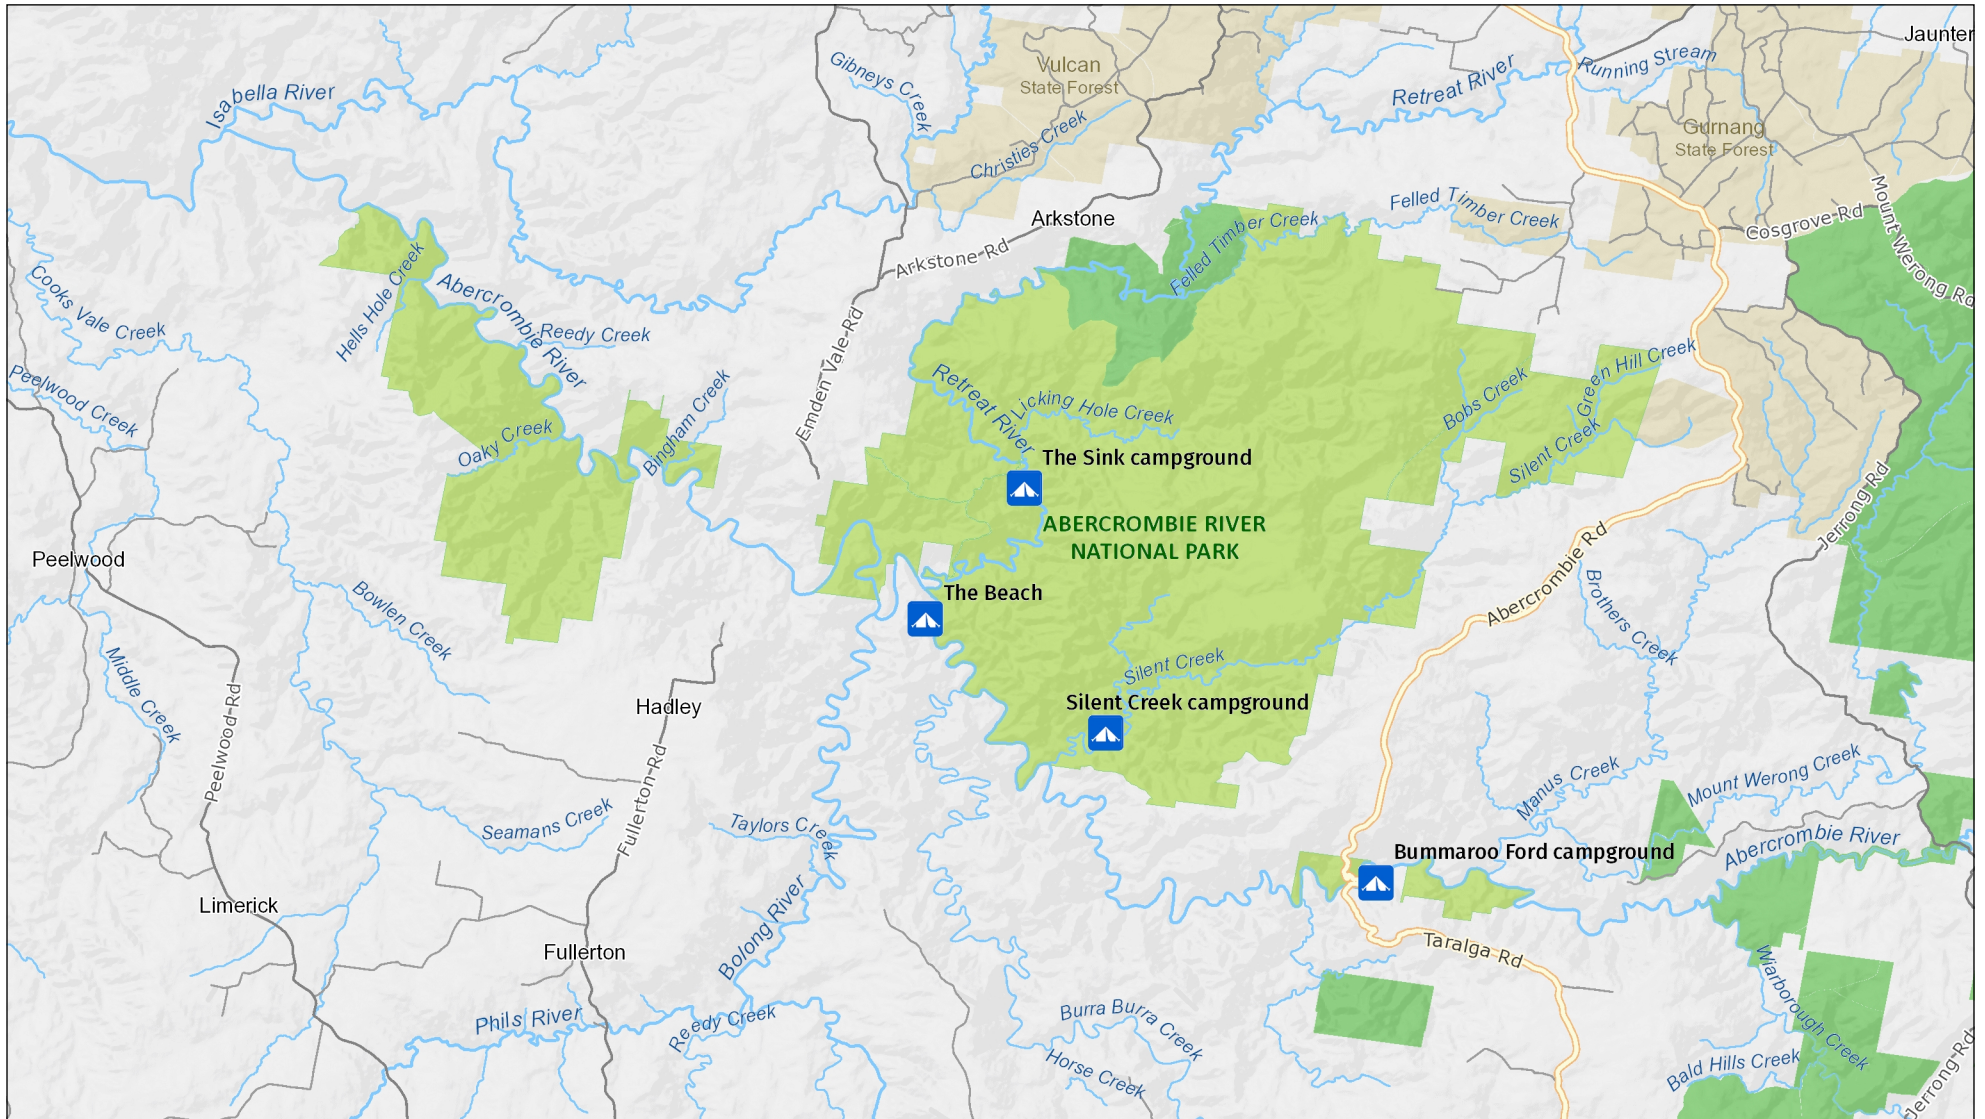 Jaunter
Gibneys Creek
Vulcan
State Forest
Running Stream
Retreat River
Isabella River
Christies Creek
Gurnang
State Forest
Mount Werong Rd
Felled Timber Creek
Cosgrove Rd
Arkstone
Felled Timber Creek
Arkstone Rd
Hells Hole Creek
Abercrombie River
Cooks Vale Creek
Reedy Creek
Emden Vale Rd
Peelwood Creek
Bingham Creek
Oaky Creek
Retreat River
Licking Hole Creek
Bobs Creek
Green Hill Creek
Silent Creek
The Sink campground
ABERCROMBIE RIVER
NATIONAL PARK
Jerrong Rd
Abercrombie Rd
Peelwood
The Beach
Bowlen Creek
Brothers Creek
Middle Creek
Silent Creek
Silent Creek campground
Hadley
Peelwood Rd
Fullerton Rd
Seamans Creek
Taylors Creek
Manus Creek
Mount Werong Creek
Abercrombie River
Bummaroo Ford campground
Limerick
Bolong River
Fullerton
Taralga Rd
Wiarborough Creek
Phils River
Reedy Creek
Burra Burra Creek
Horse Creek
Bald Hills Creek
Jerrong Rd